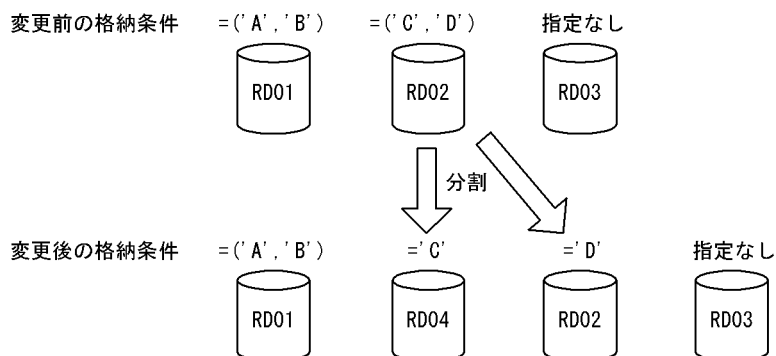 変更前の格納条件 =('A','B') =('C','D') 指定なし
RD01 RD02 RD03
分割
変更後の格納条件 =('A','B') ='C' ='D' 指定なし
RD01 RD04 RD02 RD03